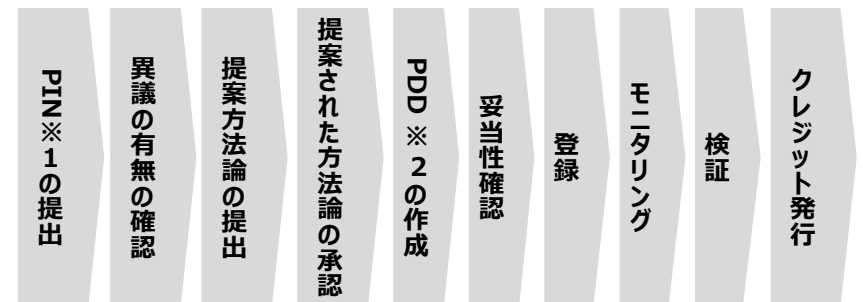 PIN※1の提出
異議の有無の確認
提案方法論の提出
提案された方法論の承認
PDD※2の作成
妥当性確認
登録
モニタリング
検証
クレジット発行